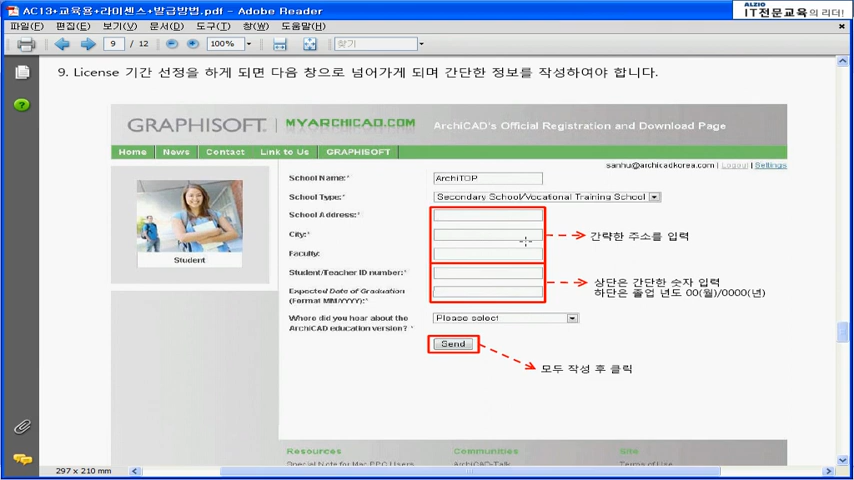 AC13+교육용+라이센스+발급방법.pdf - Adobe Reader
ALZIO
IT전문교육의 리더!
파일(F) 편집(E) 보기(V) 문서(D) 도구(T) 창(W) 도움말(H)
9 / 12 100% 찾기
9. License 기간 선정을 하게 되면 다음 창으로 넘어가게 되며 간단한 정보를 작성하여야 합니다.
GRAPHISOFT. MYARCHICAD.COM ArchiCAD's Official Registration and Download Page
Home News Contact Link to Us GRAPHISOFT
sanhu@archicadkorea.com | Logout | Settings
School Name:* ArchiTOP
School Type:* Secondary School/Vocational Training School
School Address:*
City:* 간략한 주소를 입력
Faculty:
Student
Student/Teacher ID number:*
상단은 간단한 숫자 입력
Expected Date of Graduation
(Format MM/YYYY):*
하단은 졸업 년도 00(월)/0000(년)
Where did you hear about the
ArchiCAD education version? *
Please select
Send
모두 작성 후 클릭
Resources Communities Site
Special Note for Mac PPC Users ArchiCAD-Talk Terms of Use
297 x 210 mm